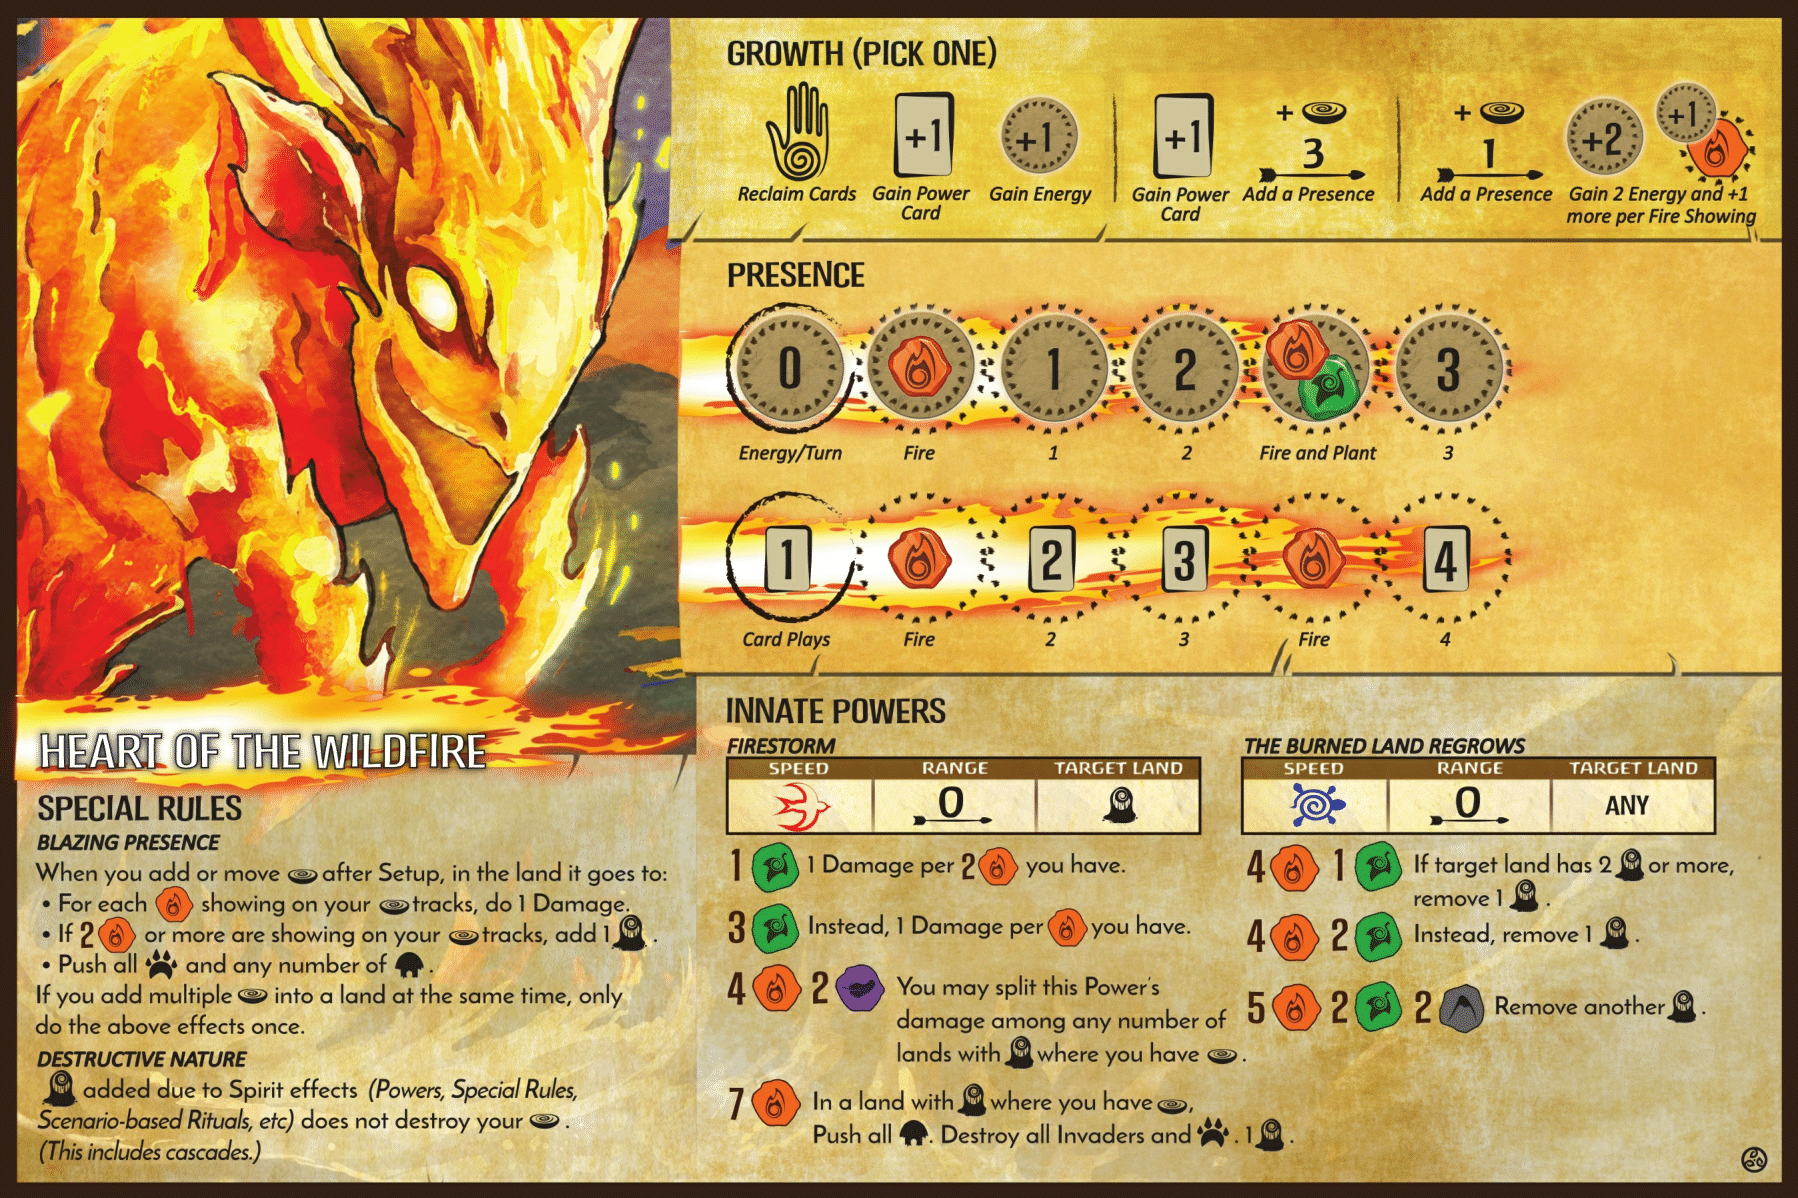 GROWTH (PICK ONE)
+1 +1 +1 + 3 + 1 +2 +1
Reclaim Cards Gain Power Card Gain Energy Gain Power Card Add a Presence Add a Presence Gain 2 Energy and +1 more per Fire Showing
PRESENCE
0 1 2 3
Energy/Turn Fire 1 2 Fire and Plant 3
1 2 3 4
Card Plays Fire 2 3 Fire 4
HEART OF THE WILDFIRE
SPECIAL RULES
BLAZING PRESENCE
When you add or move after Setup, in the land it goes to:
• For each showing on your tracks, do 1 Damage.
• If 2 or more are showing on your tracks, add 1 .
• Push all and any number of .
If you add multiple into a land at the same time, only
do the above effects once.
DESTRUCTIVE NATURE
added due to Spirit effects (Powers, Special Rules,
Scenario-based Rituals, etc) does not destroy your .
(This includes cascades.)
INNATE POWERS
FIRESTORM
SPEED RANGE TARGET LAND
0
1 1 Damage per 2 you have.
3 Instead, 1 Damage per you have.
4 2 You may split this Power's
damage among any number of
lands with where you have .
7 In a land with where you have ,
Push all . Destroy all Invaders and . 1 .
THE BURNED LAND REGROWS
SPEED RANGE TARGET LAND
0 ANY
4 1 If target land has 2 or more,
remove 1 .
4 2 Instead, remove 1 .
5 2 2 Remove another .